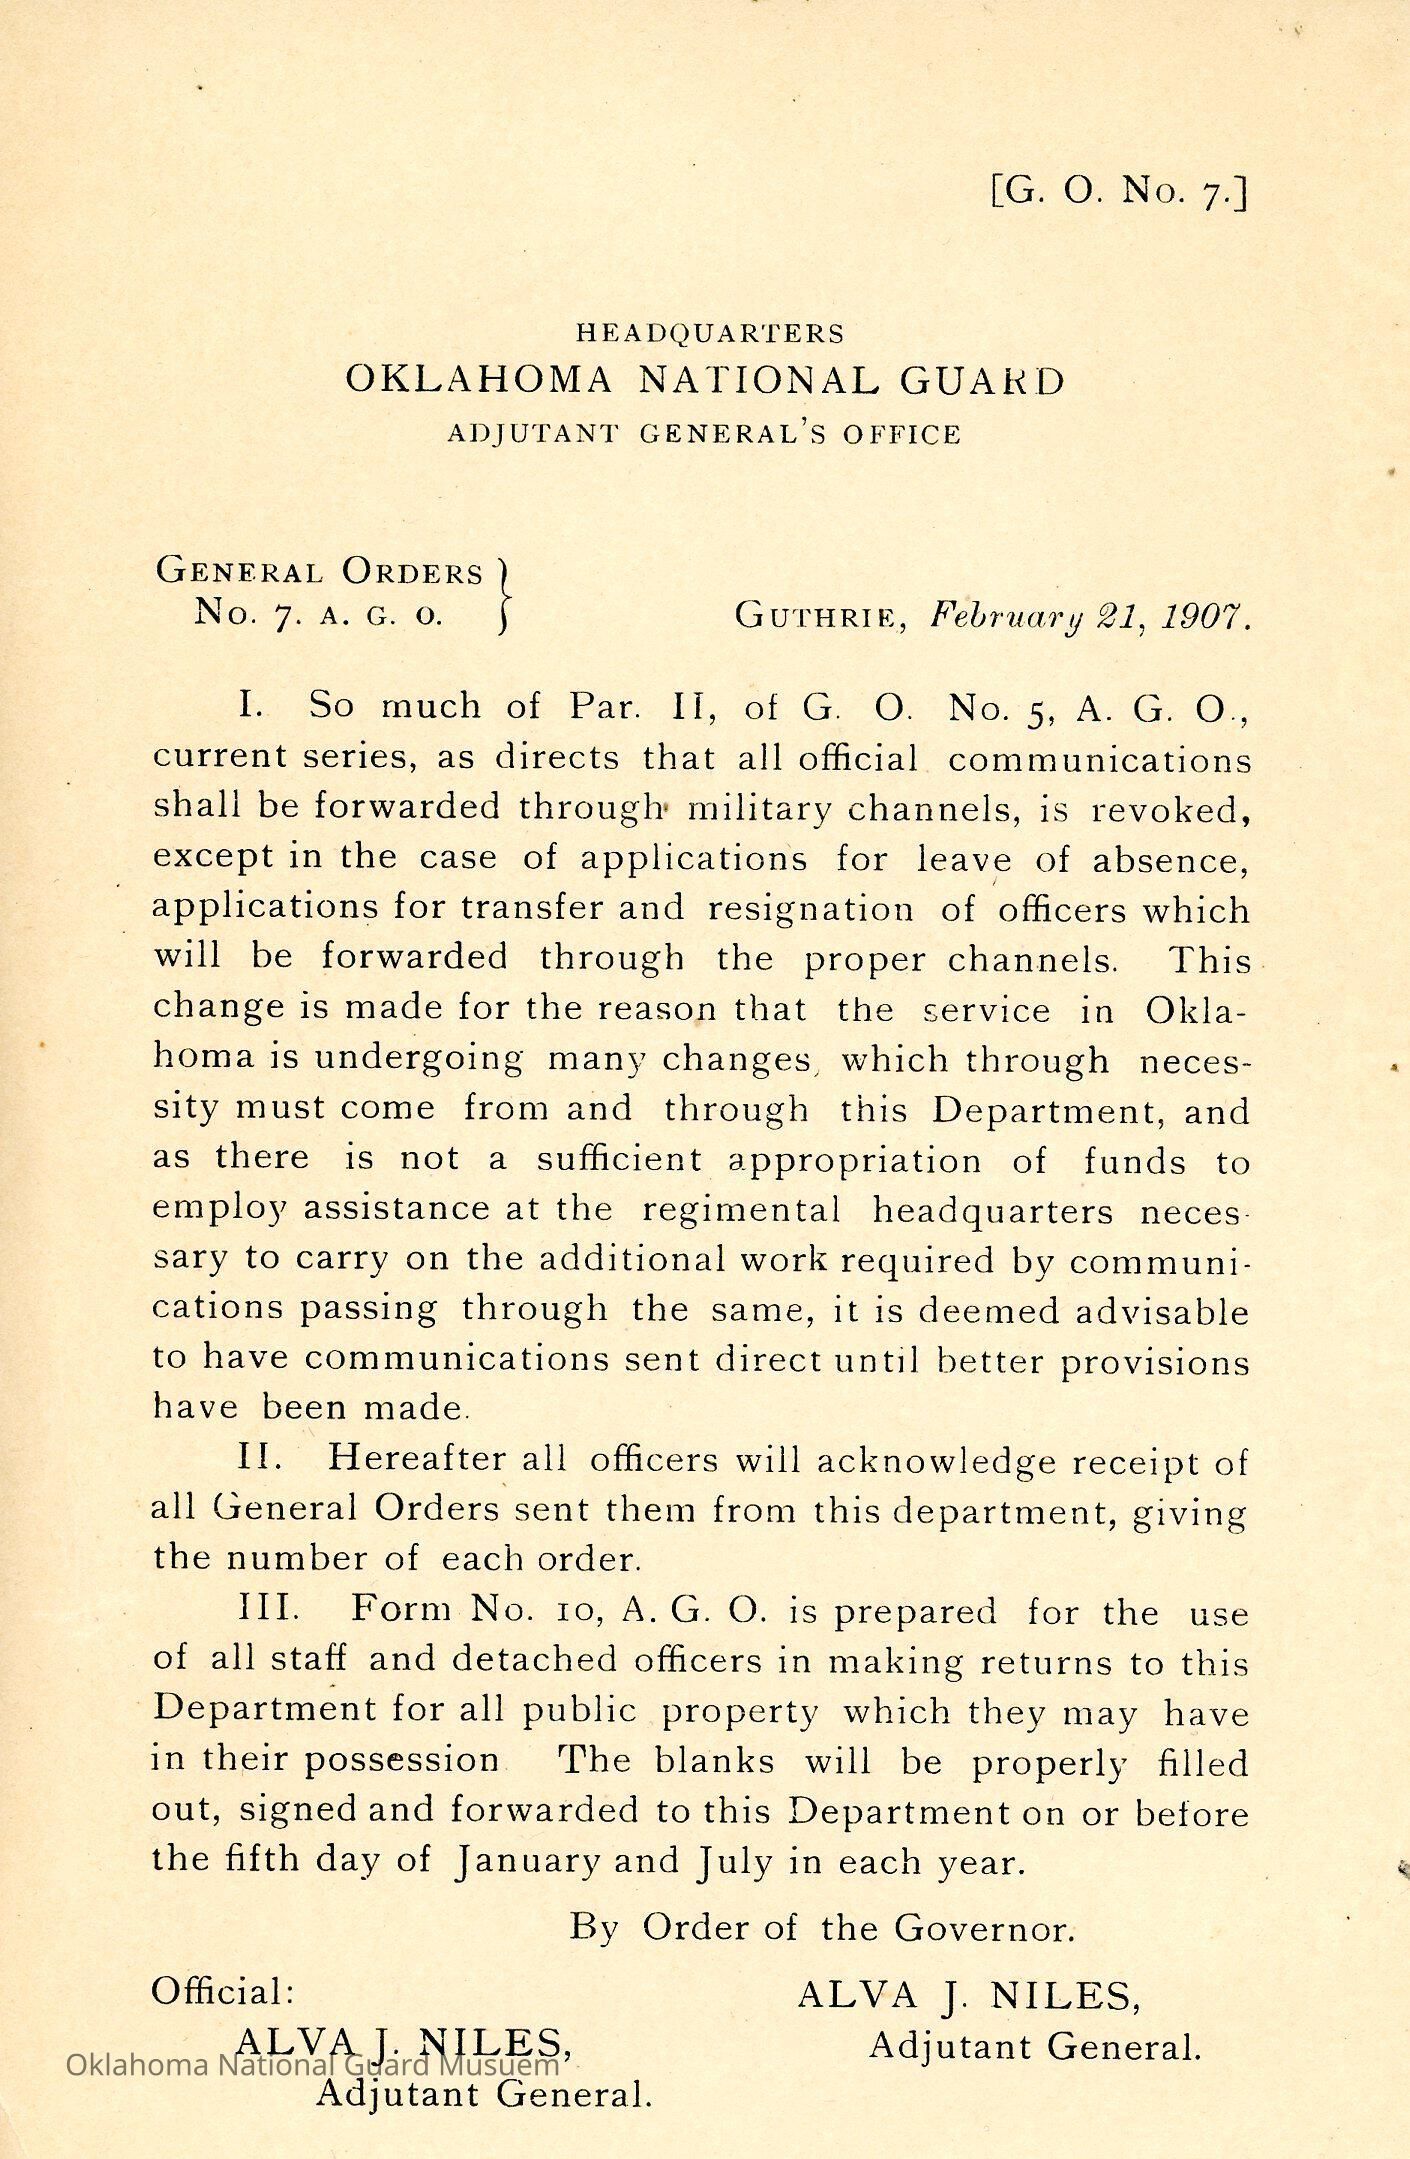 [G. O. No. 7.]
HEADQUARTERS
OKLAHOMA NATIONAL GUARD
ADJUTANT GENERAL'S OFFICE
GENERAL ORDERS }
No. 7. A. G. O.
GUTHRIE, February 21, 1907.
I. So much of Par. II, of G. O. No. 5, A. G. O.,
current series, as directs that all official communications
shall be forwarded through military channels, is revoked,
except in the case of applications for leave of absence,
applications for transfer and resignation of officers which
will be forwarded through the proper channels. This
change is made for the reason that the service in Okla-
homa is undergoing many changes, which through neces-
sity must come from and through this Department, and
as there is not a sufficient appropriation of funds to
employ assistance at the regimental headquarters neces-
sary to carry on the additional work required by communi-
cations passing through the same, it is deemed advisable
to have communications sent direct until better provisions
have been made.
II. Hereafter all officers will acknowledge receipt of
all General Orders sent them from this department, giving
the number of each order.
III. Form No. 10, A. G. O. is prepared for the use
of all staff and detached officers in making returns to this
Department for all public property which they may have
in their possession The blanks will be properly filled
out, signed and forwarded to this Department on or before
the fifth day of January and July in each year.
By Order of the Governor.
Official:
ALVA J. NILES,
Adjutant General.
ALVA J. NILES,
Adjutant General.
Oklahoma National Guard Musuem